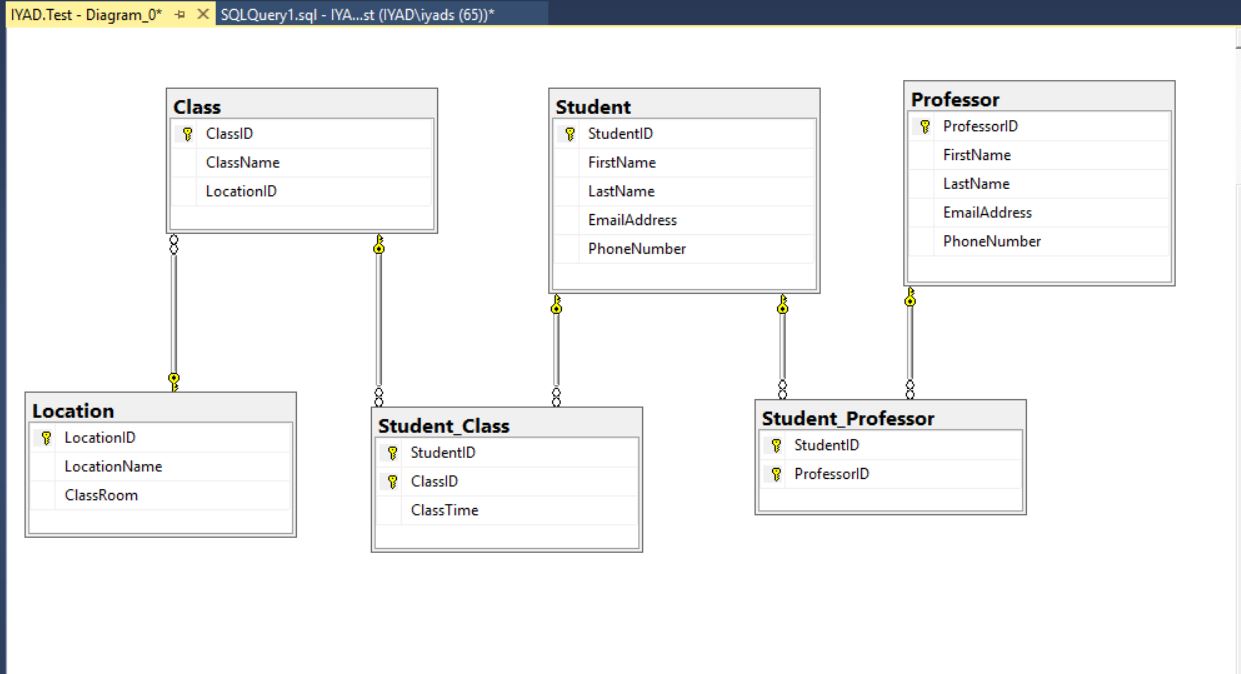 IYAD.Test - Diagram_0*
SQLQuery1.sql - IYA...st (IYAD\iyads (65))*
Class
ClassID
ClassName
LocationID
Student
StudentID
FirstName
LastName
EmailAddress
PhoneNumber
Professor
ProfessorID
FirstName
LastName
EmailAddress
PhoneNumber
Location
LocationID
LocationName
ClassRoom
Student_Class
StudentID
ClassID
ClassTime
Student_Professor
StudentID
ProfessorID